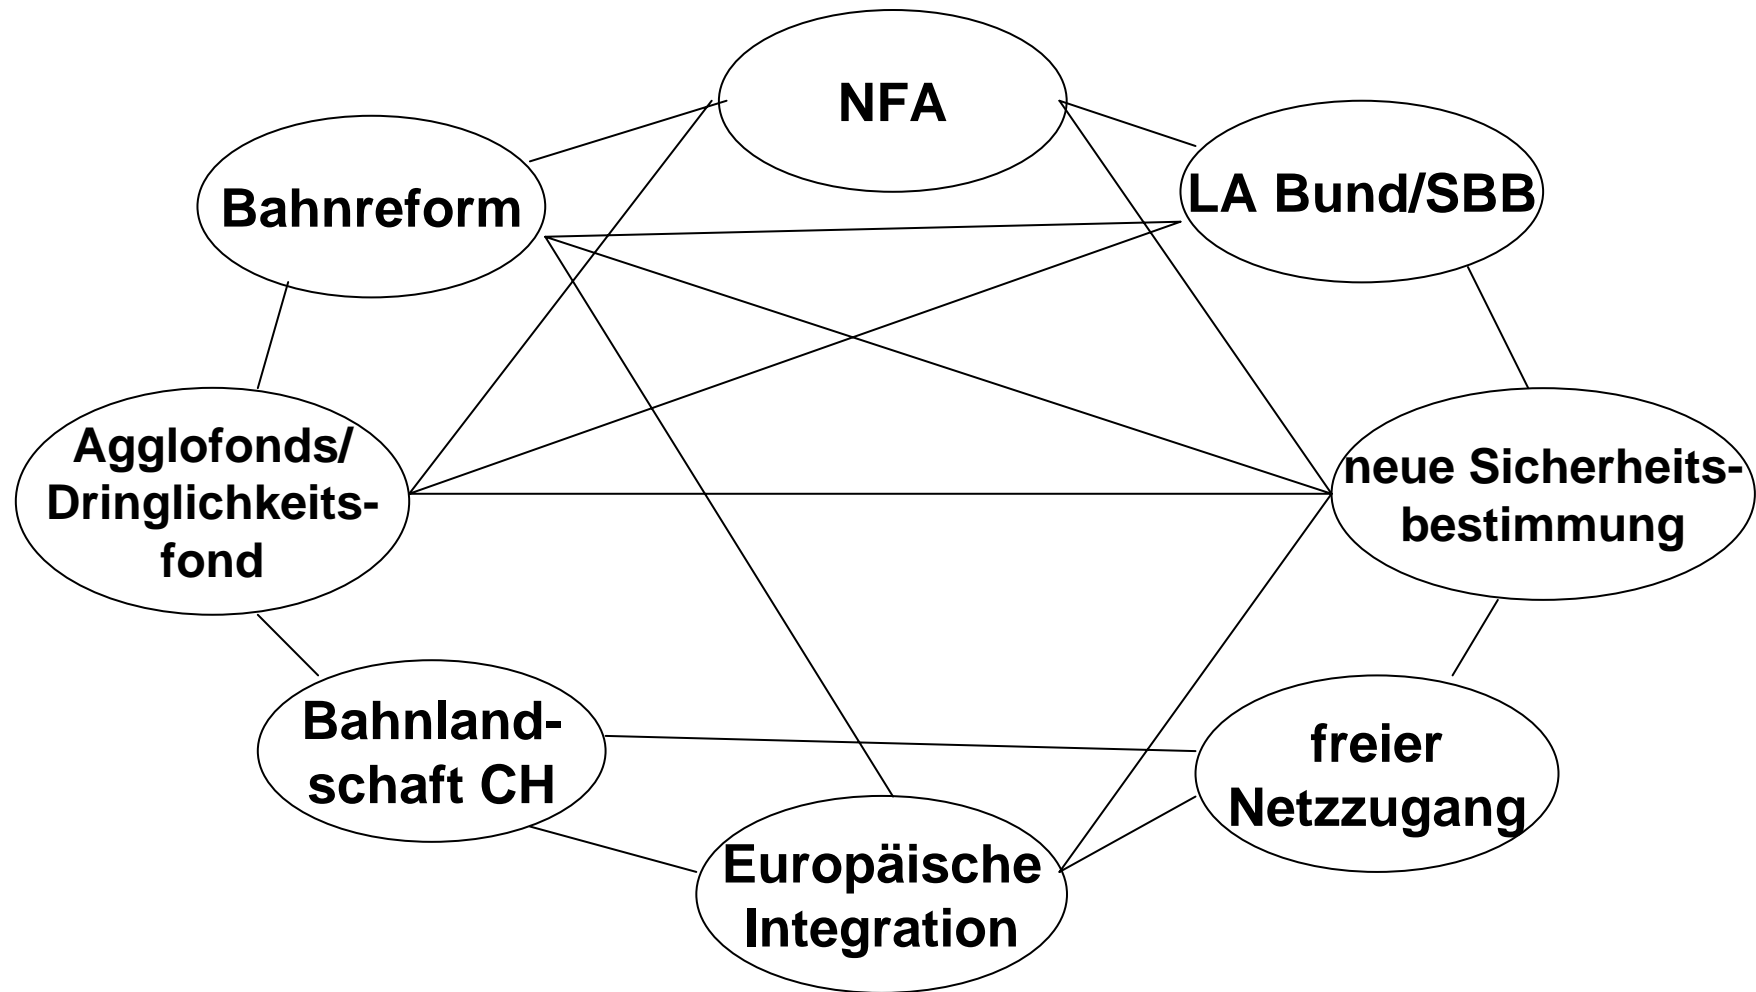 NFA
Bahnreform
LA Bund/SBB
Agglofonds/
Dringlichkeits-
fond
neue Sicherheits-
bestimmung
Bahnland-
schaft CH
freier
Netzzugang
Europäische
Integration